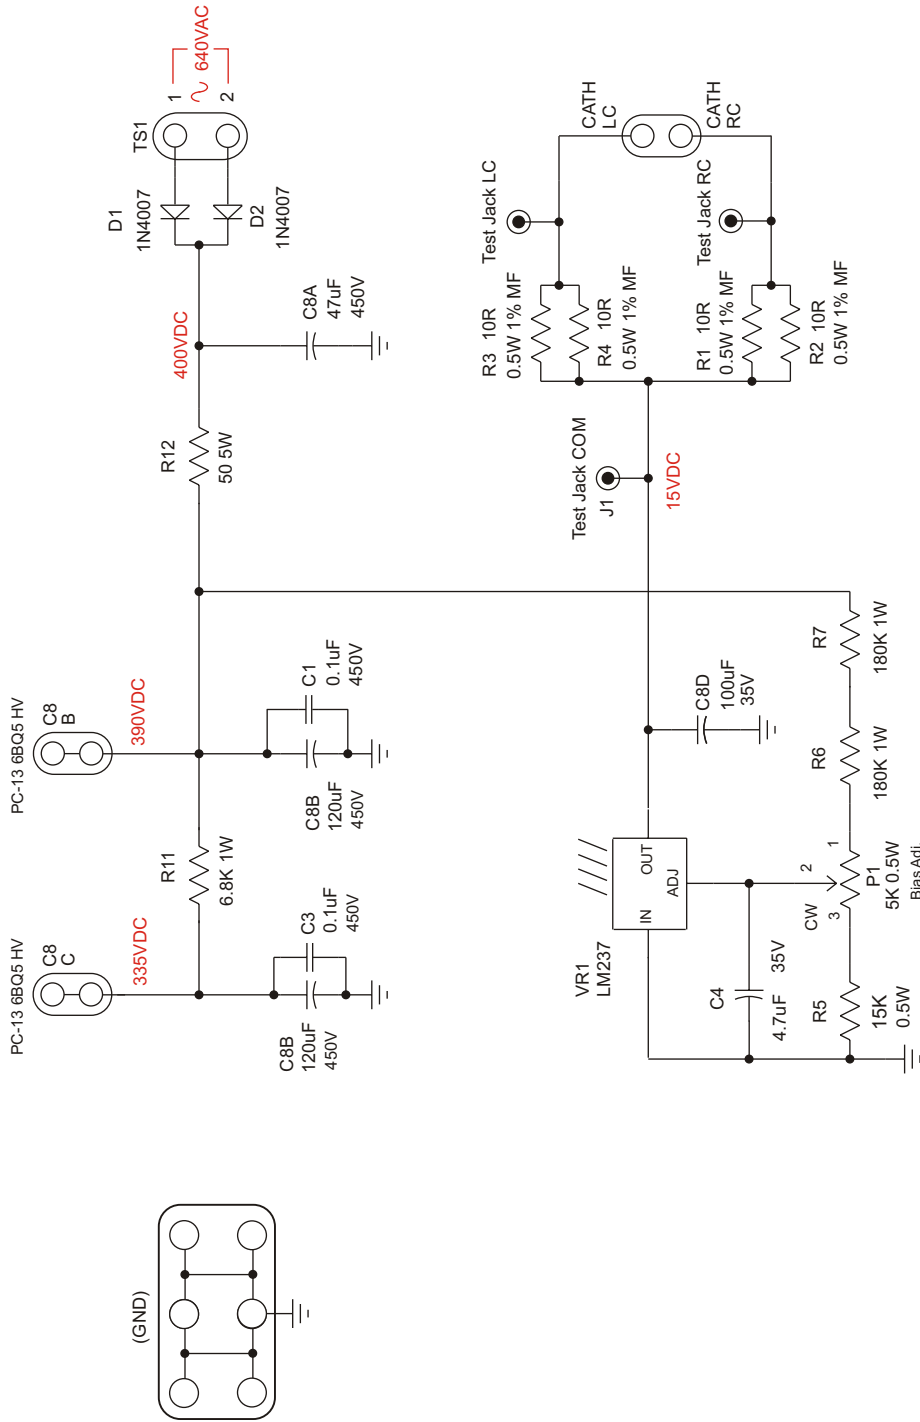 PC-13 6BQ5 HV
C8
C
335VDC
PC-13 6BQ5 HV
C8
B
390VDC
R11
6.8K 1W
C3
0.1uF
450V
C8B
120uF
450V
C1
0.1uF
450V
C8B
120uF
450V
R12
50 5W
400VDC
C8A
47uF
450V
D1
1N4007
D2
1N4007
TS1
1
2
640VAC
(GND)
VR1
LM237
IN
OUT
ADJ
C4
4.7uF
35V
C8D
100uF
35V
R5
15K
0.5W
CW
3
2
1
P1
5K 0.5W
Bias Adj.
R6
180K 1W
R7
180K 1W
Test Jack COM
J1
15VDC
R3 10R
0.5W 1% MF
R4 10R
0.5W 1% MF
Test Jack LC
CATH
LC
R1 10R
0.5W 1% MF
R2 10R
0.5W 1% MF
Test Jack RC
CATH
RC